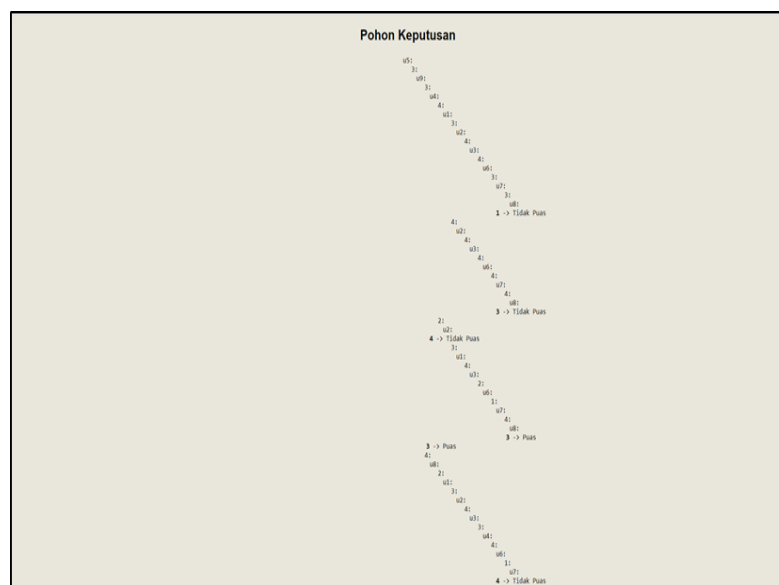 Pohon Keputusan
u5:
3:
u9:
3:
u4:
4:
u1:
3:
u2:
4:
u3:
4:
u6:
3:
u7:
3:
u8:
1 -> Tidak Puas
4:
u2:
4:
u3:
4:
u6:
4:
u7:
4:
u8:
3 -> Tidak Puas
2:
u2:
4 -> Tidak Puas
3:
u1:
4:
u3:
2:
u6:
1:
u7:
4:
u8:
3 -> Puas
3 -> Puas
4:
u8:
2:
u1:
3:
u2:
4:
u3:
3:
u4:
4:
u6:
1:
u7:
4 -> Tidak Puas